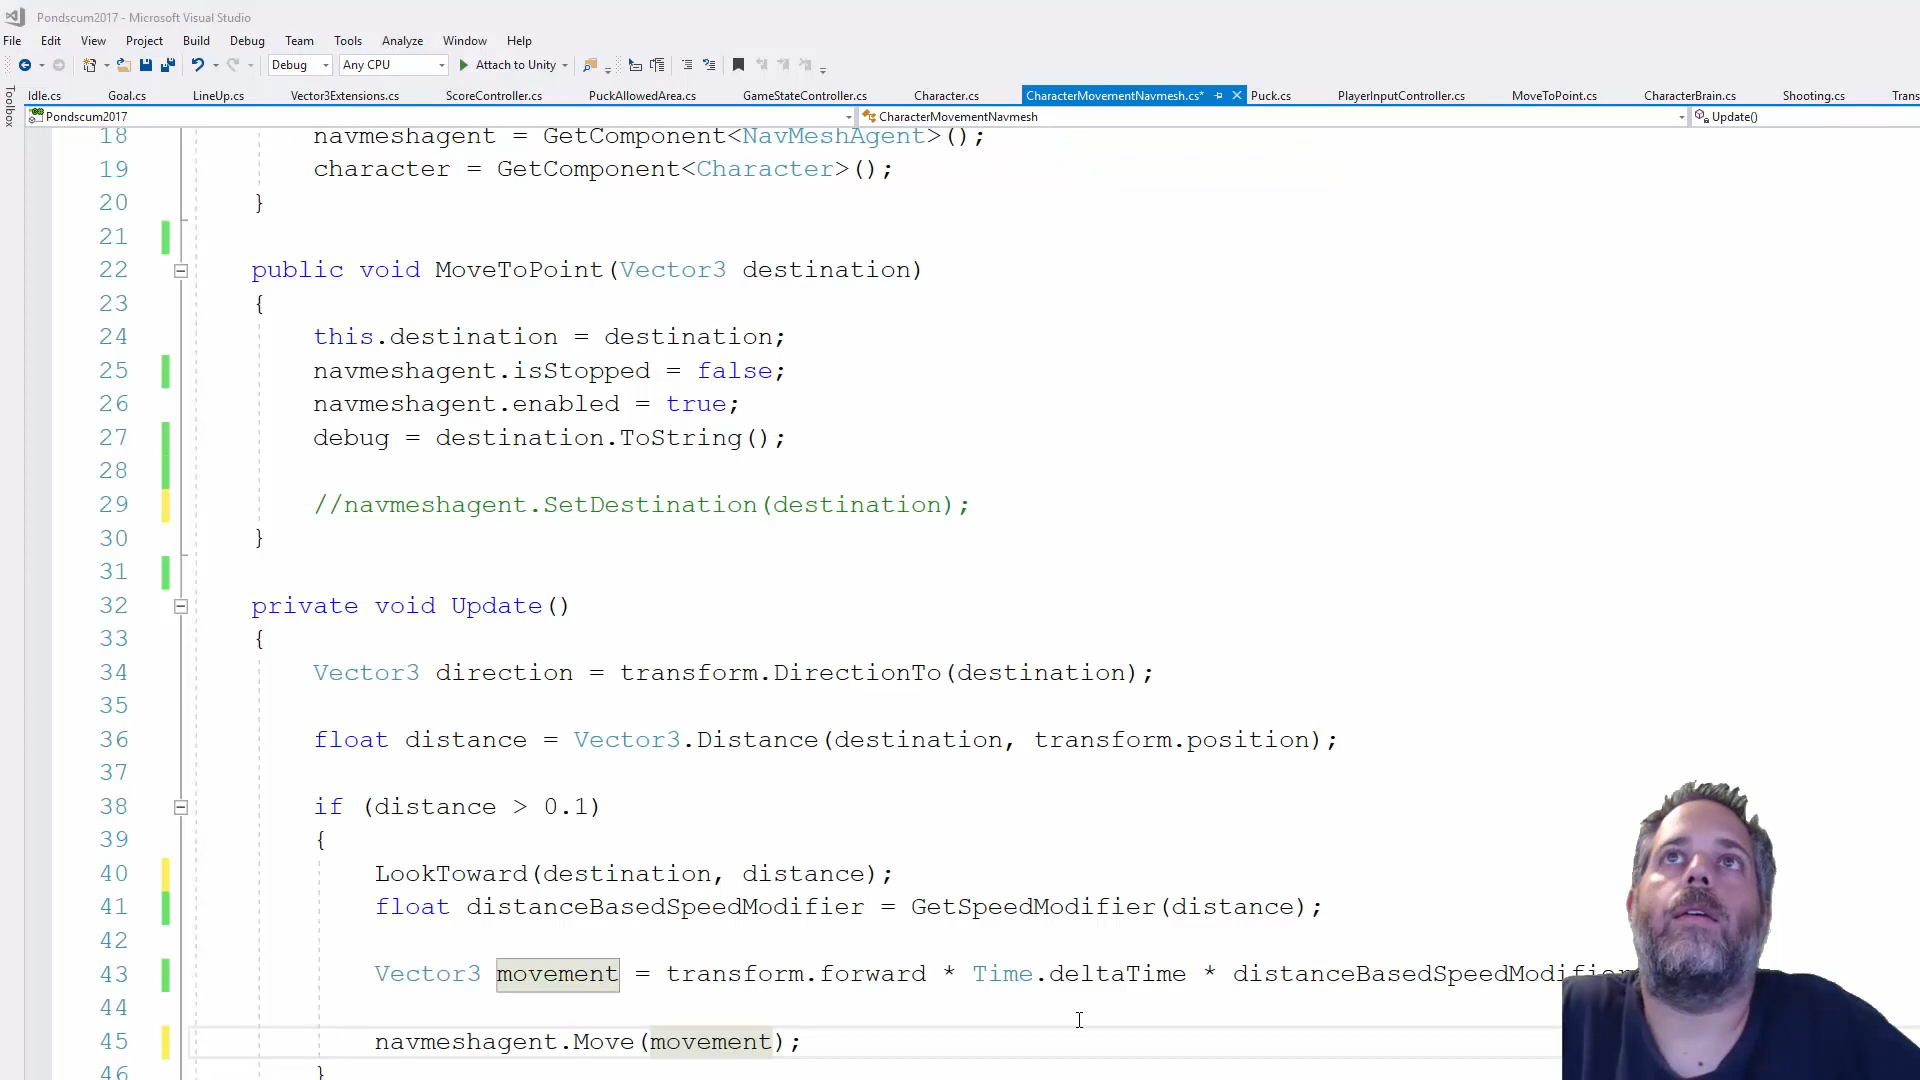 Pondscum2017 - Microsoft Visual Studio
File Edit View Project Build Debug Team Tools Analyze Window Help
Debug Any CPU Attach to Unity
Toolbox
Idle.cs Goal.cs LineUp.cs Vector3Extensions.cs ScoreController.cs PuckAllowedArea.cs GameStateController.cs Character.cs CharacterMovementNavmesh.cs* Puck.cs PlayerInputController.cs MoveToPoint.cs CharacterBrain.cs Shooting.cs Trans
Pondscum2017 CharacterMovementNavmesh Update()
18 navmeshagent = GetComponent<NavMeshAgent>();
19 character = GetComponent<Character>();
20 }
21
22 public void MoveToPoint(Vector3 destination)
23 {
24 this.destination = destination;
25 navmeshagent.isStopped = false;
26 navmeshagent.enabled = true;
27 debug = destination.ToString();
28
29 //navmeshagent.SetDestination(destination);
30 }
31
32 private void Update()
33 {
34 Vector3 direction = transform.DirectionTo(destination);
35
36 float distance = Vector3.Distance(destination, transform.position);
37
38 if (distance > 0.1)
39 {
40 LookToward(destination, distance);
41 float distanceBasedSpeedModifier = GetSpeedModifier(distance);
42
43 Vector3 movement = transform.forward * Time.deltaTime * distanceBasedSpeedModifier
44
45 navmeshagent.Move(movement);
46 }